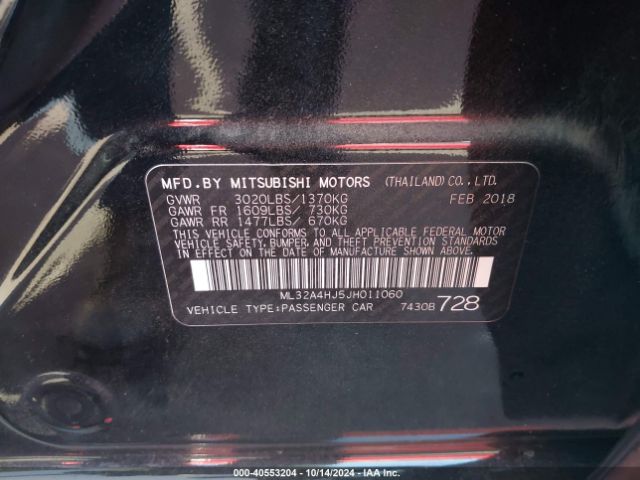 MFD.BY MITSUBISHI MOTORS (THAILAND)CO.,LTD.
GVWR 3020LBS/1370KG FEB 2018
GAWR FR 1609LBS/ 730KG
GAWR RR 1477LBS/ 670KG
THIS VEHICLE CONFORMS TO ALL APPLICABLE FEDERAL MOTOR
VEHICLE SAFETY, BUMPER, AND THEFT PREVENTION STANDARDS
IN EFFECT ON THE DATE OF MANUFACTURE SHOWN ABOVE.
ML32A4HJ5JH011060
VEHICLE TYPE:PASSENGER CAR 7430B 728
000-40553204 - 10/14/2024 - IAA Inc.